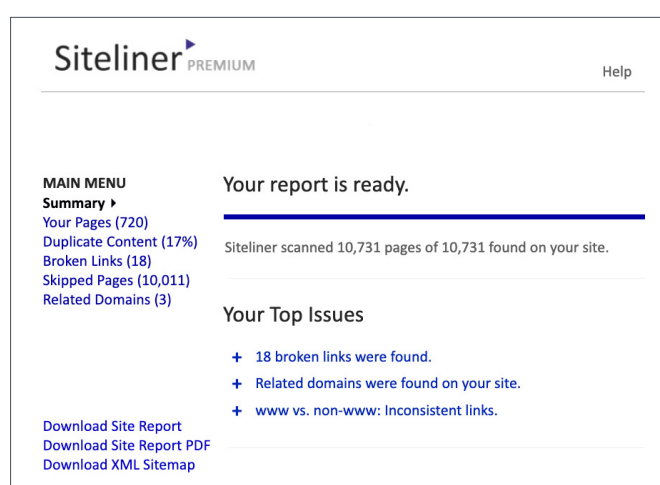 Siteliner PREMIUM
Help
MAIN MENU
Summary
Your Pages (720)
Duplicate Content (17%)
Broken Links (18)
Skipped Pages (10,011)
Related Domains (3)
Download Site Report
Download Site Report PDF
Download XML Sitemap
Your report is ready.
Siteliner scanned 10,731 pages of 10,731 found on your site.
Your Top Issues
+ 18 broken links were found.
+ Related domains were found on your site.
+ www vs. non-www: Inconsistent links.